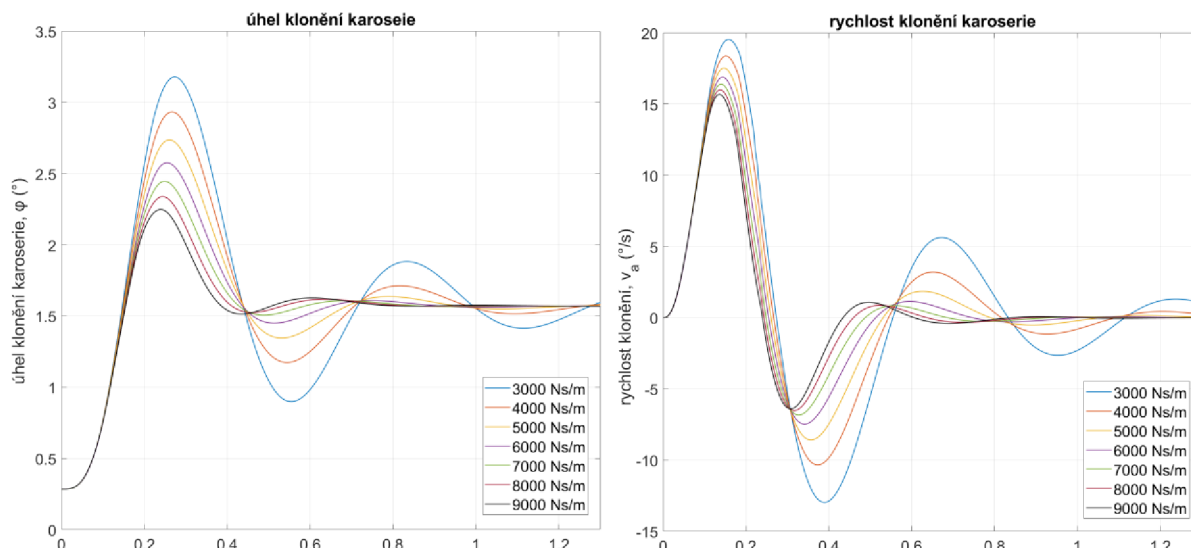 úhel klonění karoseie
3.5
3
2.5
2
1.5
1
0.5
0
0
0.2
0.4
0.6
0.8
1
1.2
úhel klonění karoserie, φ (°)
3000 Ns/m
4000 Ns/m
5000 Ns/m
6000 Ns/m
7000 Ns/m
8000 Ns/m
9000 Ns/m
rychlost klonění karoserie
20
15
10
5
0
-5
-10
-15
0
0.2
0.4
0.6
0.8
1
1.2
rychlost klonění, va (°/s)
3000 Ns/m
4000 Ns/m
5000 Ns/m
6000 Ns/m
7000 Ns/m
8000 Ns/m
9000 Ns/m